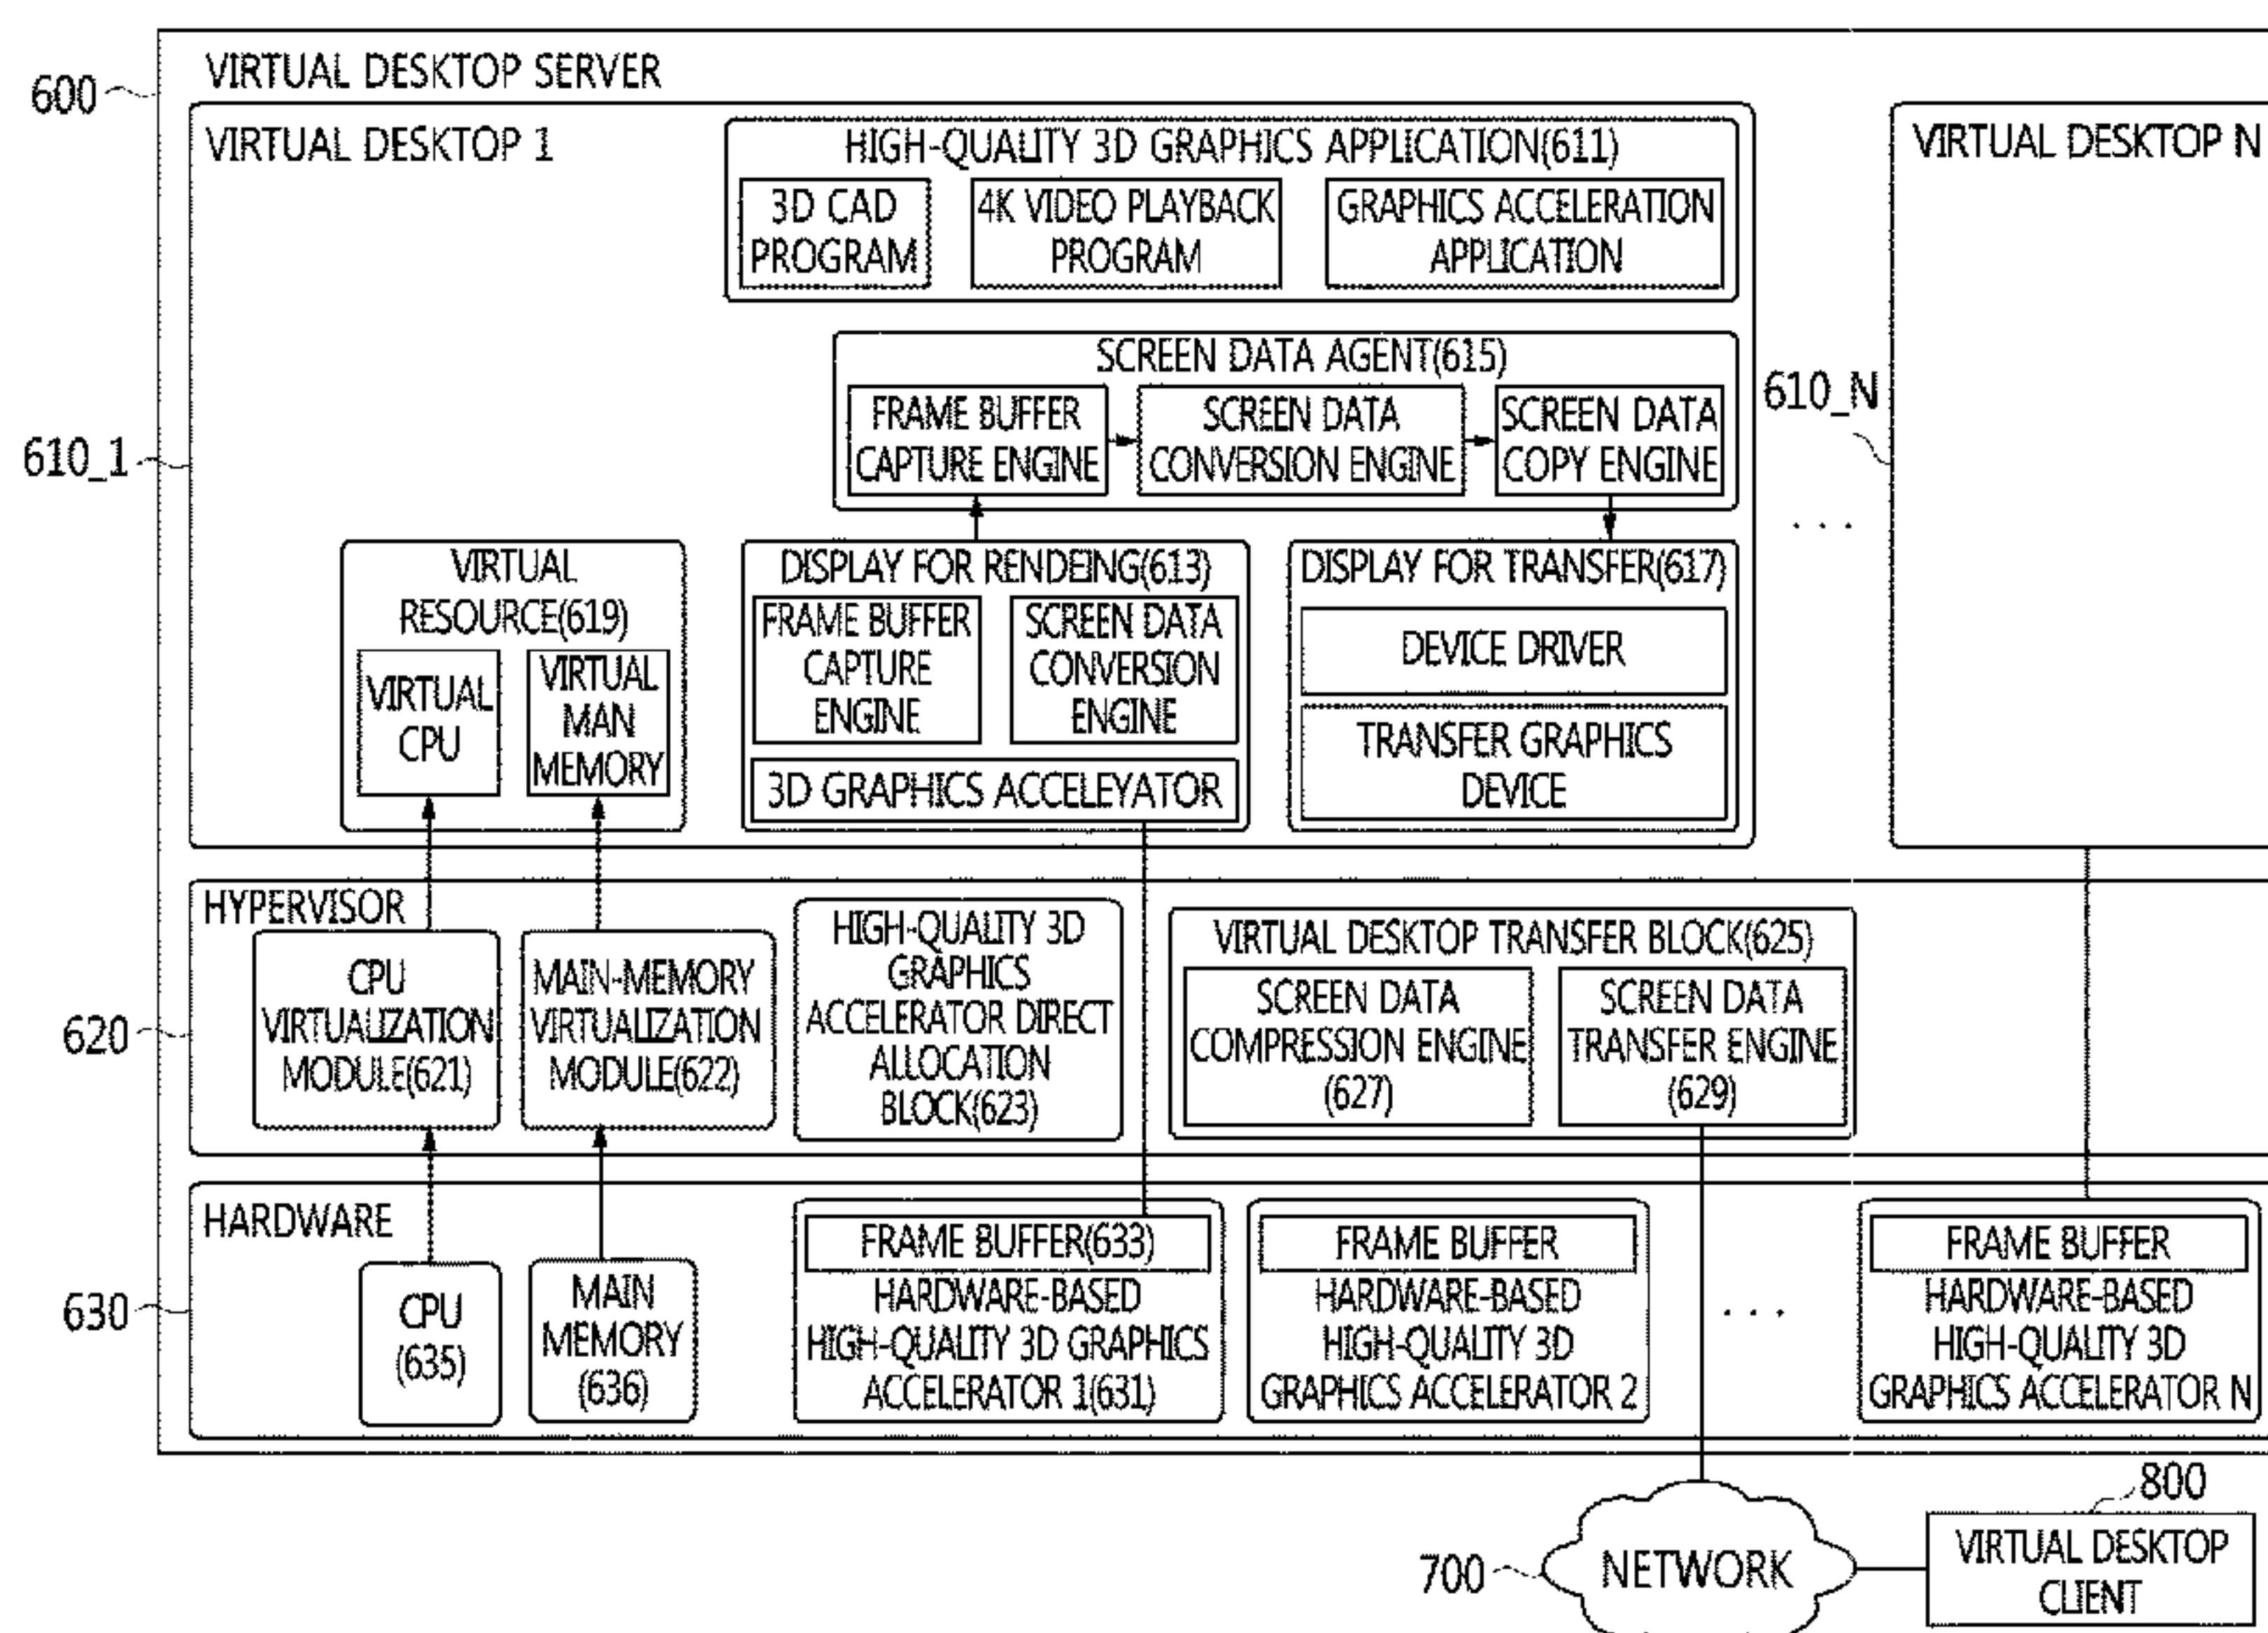 600
VIRTUAL DESKTOP SERVER
610_1
VIRTUAL DESKTOP 1
HIGH-QUALITY 3D GRAPHICS APPLICATION(611)
3D CAD
PROGRAM
4K VIDEO PLAYBACK
PROGRAM
GRAPHICS ACCELERATION
APPLICATION
SCREEN DATA AGENT(615)
FRAME BUFFER
CAPTURE ENGINE
SCREEN DATA
CONVERSION ENGINE
SCREEN DATA
COPY ENGINE
VIRTUAL
RESOURCE(619)
VIRTUAL
CPU
VIRTUAL
MAN
MEMORY
DISPLAY FOR RENDEING(613)
FRAME BUFFER
CAPTURE
ENGINE
SCREEN DATA
CONVERSION
ENGINE
3D GRAPHICS ACCELEYATOR
DISPLAY FOR TRANSFER(617)
DEVICE DRIVER
TRANSFER GRAPHICS
DEVICE
610_N
. . .
VIRTUAL DESKTOP N
620
HYPERVISOR
CPU
VIRTUALIZATION
MODULE(621)
MAIN-MEMORY
VIRTUALIZATION
MODULE(622)
HIGH-QUALITY 3D
GRAPHICS
ACCELERATOR DIRECT
ALLOCATION
BLOCK(623)
VIRTUAL DESKTOP TRANSFER BLOCK(625)
SCREEN DATA
COMPRESSION ENGINE
(627)
SCREEN DATA
TRANSFER ENGINE
(629)
630
HARDWARE
CPU
(635)
MAIN
MEMORY
(636)
FRAME BUFFER(633)
HARDWARE-BASED
HIGH-QUALITY 3D GRAPHICS
ACCELERATOR 1(631)
FRAME BUFFER
HARDWARE-BASED
HIGH-QUALITY 3D
GRAPHICS ACCELERATOR 2
. . .
FRAME BUFFER
HARDWARE-BASED
HIGH-QUALITY 3D
GRAPHICS ACCELERATOR N
700
NETWORK
800
VIRTUAL DESKTOP
CLIENT